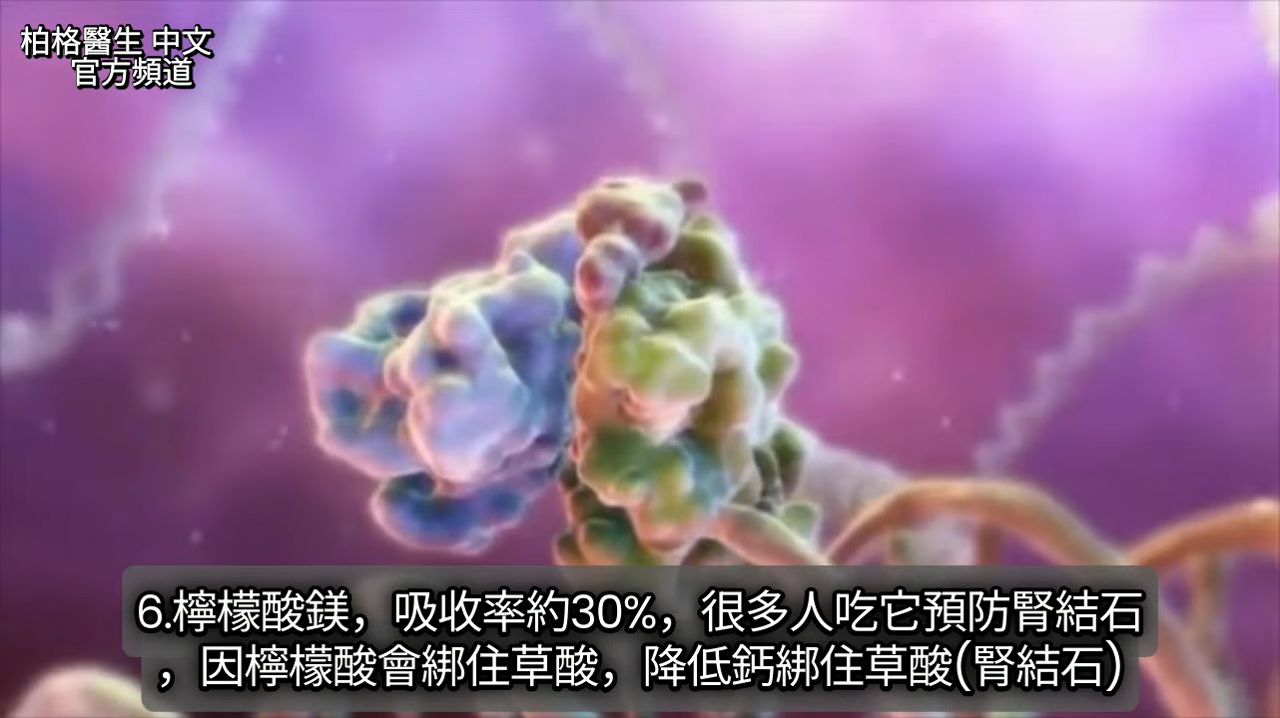 柏格醫生 中文
官方頻道
6.檸檬酸鎂，吸收率約30%，很多人吃它預防腎結石
，因檸檬酸會綁住草酸，降低鈣綁住草酸(腎結石)